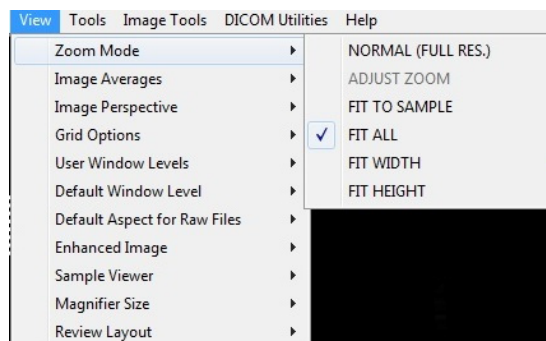 View Tools Image Tools DICOM Utilities Help
Zoom Mode
Image Averages
Image Perspective
Grid Options
User Window Levels
Default Window Level
Default Aspect for Raw Files
Enhanced Image
Sample Viewer
Magnifier Size
Review Layout
NORMAL (FULL RES.)
ADJUST ZOOM
FIT TO SAMPLE
FIT ALL
FIT WIDTH
FIT HEIGHT